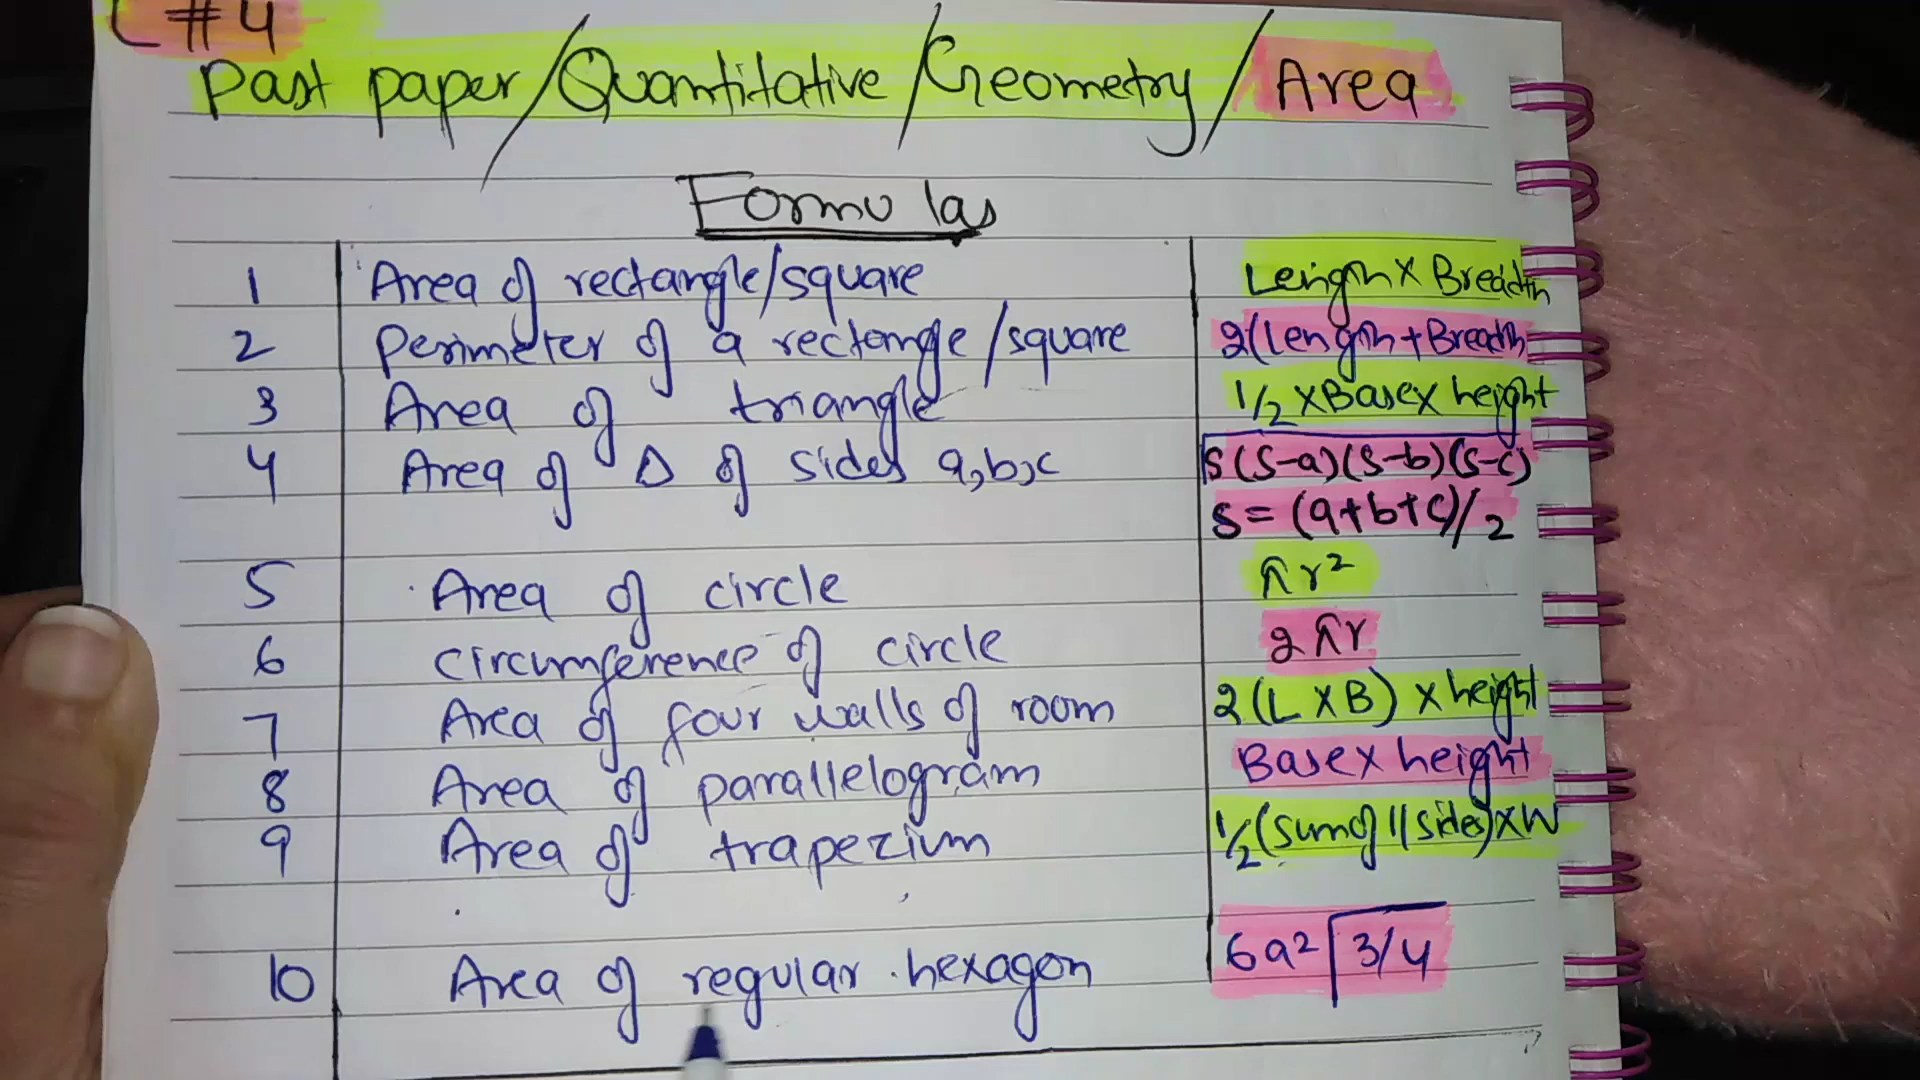 L #4
Past paper/Quantitative/Geometry/Area
Formulas
1 Area of rectangle/square Length X Breadth
2 Perimeter of a rectangle/square 2(Length+Breadth
3 Area of triangle 1/2 X Base X height
4 Area of Δ of sides a,b,c √s(s-a)(s-b)(s-c)
s = (a+b+c)/2
5 Area of circle πr²
6 circumference of circle 2πr
7 Area of four walls of room 2(L X B) X height
8 Area of parallelogram Base X height
9 Area of trapezium 1/2(sum of || sides) X W
10 Area of regular hexagon 6a²√3/4